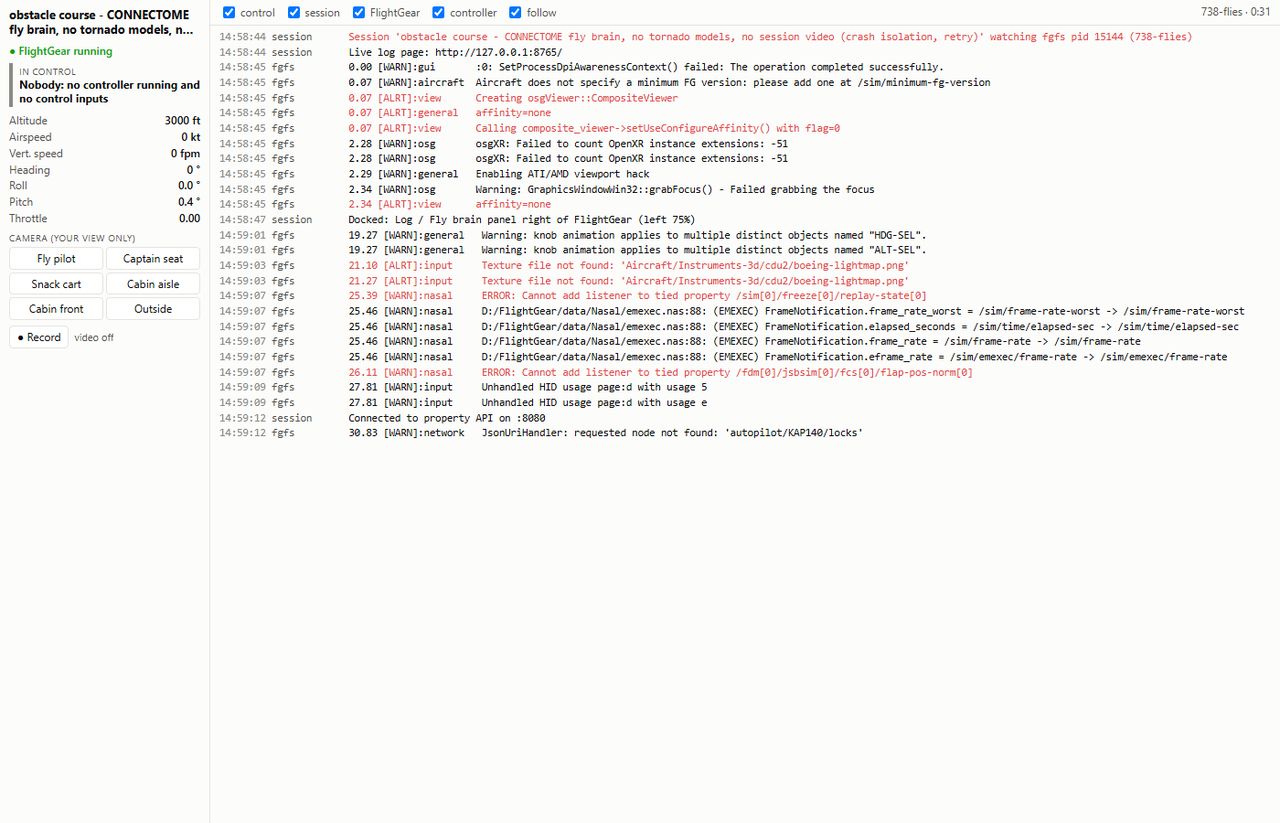 obstacle course - CONNECTOME
fly brain, no tornado models, n...
● FlightGear running
IN CONTROL
Nobody: no controller running and
no control inputs
Altitude 3000 ft
Airspeed 0 kt
Vert. speed 0 fpm
Heading 0 °
Roll 0.0 °
Pitch 0.4 °
Throttle 0.00
CAMERA (YOUR VIEW ONLY)
Fly pilot Captain seat
Snack cart Cabin aisle
Cabin front Outside
● Record video off
control session FlightGear controller follow 738-flies · 0:31
14:58:44 session Session 'obstacle course - CONNECTOME fly brain, no tornado models, no session video (crash isolation, retry)' watching fgfs pid 15144 (738-flies)
14:58:44 session Live log page: http://127.0.0.1:8765/
14:58:45 fgfs 0.00 [WARN]:gui :0: SetProcessDpiAwarenessContext() failed: The operation completed successfully.
14:58:45 fgfs 0.07 [WARN]:aircraft Aircraft does not specify a minimum FG version: please add one at /sim/minimum-fg-version
14:58:45 fgfs 0.07 [ALRT]:view Creating osgViewer::CompositeViewer
14:58:45 fgfs 0.07 [ALRT]:general affinity=none
14:58:45 fgfs 0.07 [ALRT]:view Calling composite_viewer->setUseConfigureAffinity() with flag=0
14:58:45 fgfs 2.28 [WARN]:osg osgXR: Failed to count OpenXR instance extensions: -51
14:58:45 fgfs 2.28 [WARN]:osg osgXR: Failed to count OpenXR instance extensions: -51
14:58:45 fgfs 2.29 [WARN]:general Enabling ATI/AMD viewport hack
14:58:45 fgfs 2.34 [WARN]:osg Warning: GraphicsWindowWin32::grabFocus() - Failed grabbing the focus
14:58:45 fgfs 2.34 [ALRT]:view affinity=none
14:58:47 session Docked: Log / Fly brain panel right of FlightGear (left 75%)
14:59:01 fgfs 19.27 [WARN]:general Warning: knob animation applies to multiple distinct objects named "HDG-SEL".
14:59:01 fgfs 19.27 [WARN]:general Warning: knob animation applies to multiple distinct objects named "ALT-SEL".
14:59:03 fgfs 21.10 [ALRT]:input Texture file not found: 'Aircraft/Instruments-3d/cdu2/boeing-lightmap.png'
14:59:03 fgfs 21.27 [ALRT]:input Texture file not found: 'Aircraft/Instruments-3d/cdu2/boeing-lightmap.png'
14:59:07 fgfs 25.39 [WARN]:nasal ERROR: Cannot add listener to tied property /sim[0]/freeze[0]/replay-state[0]
14:59:07 fgfs 25.46 [WARN]:nasal D:/FlightGear/data/Nasal/emexec.nas:88: (EMEXEC) FrameNotification.frame_rate_worst = /sim/frame-rate-worst -> /sim/frame-rate-worst
14:59:07 fgfs 25.46 [WARN]:nasal D:/FlightGear/data/Nasal/emexec.nas:88: (EMEXEC) FrameNotification.elapsed_seconds = /sim/time/elapsed-sec -> /sim/time/elapsed-sec
14:59:07 fgfs 25.46 [WARN]:nasal D:/FlightGear/data/Nasal/emexec.nas:88: (EMEXEC) FrameNotification.frame_rate = /sim/frame-rate -> /sim/frame-rate
14:59:07 fgfs 25.46 [WARN]:nasal D:/FlightGear/data/Nasal/emexec.nas:88: (EMEXEC) FrameNotification.eframe_rate = /sim/emexec/frame-rate -> /sim/emexec/frame-rate
14:59:07 fgfs 26.11 [WARN]:nasal ERROR: Cannot add listener to tied property /fdm[0]/jsbsim[0]/fcs[0]/flap-pos-norm[0]
14:59:09 fgfs 27.81 [WARN]:input Unhandled HID usage page:d with usage 5
14:59:09 fgfs 27.81 [WARN]:input Unhandled HID usage page:d with usage e
14:59:12 session Connected to property API on :8080
14:59:12 fgfs 30.83 [WARN]:network JsonUriHandler: requested node not found: 'autopilot/KAP140/locks'